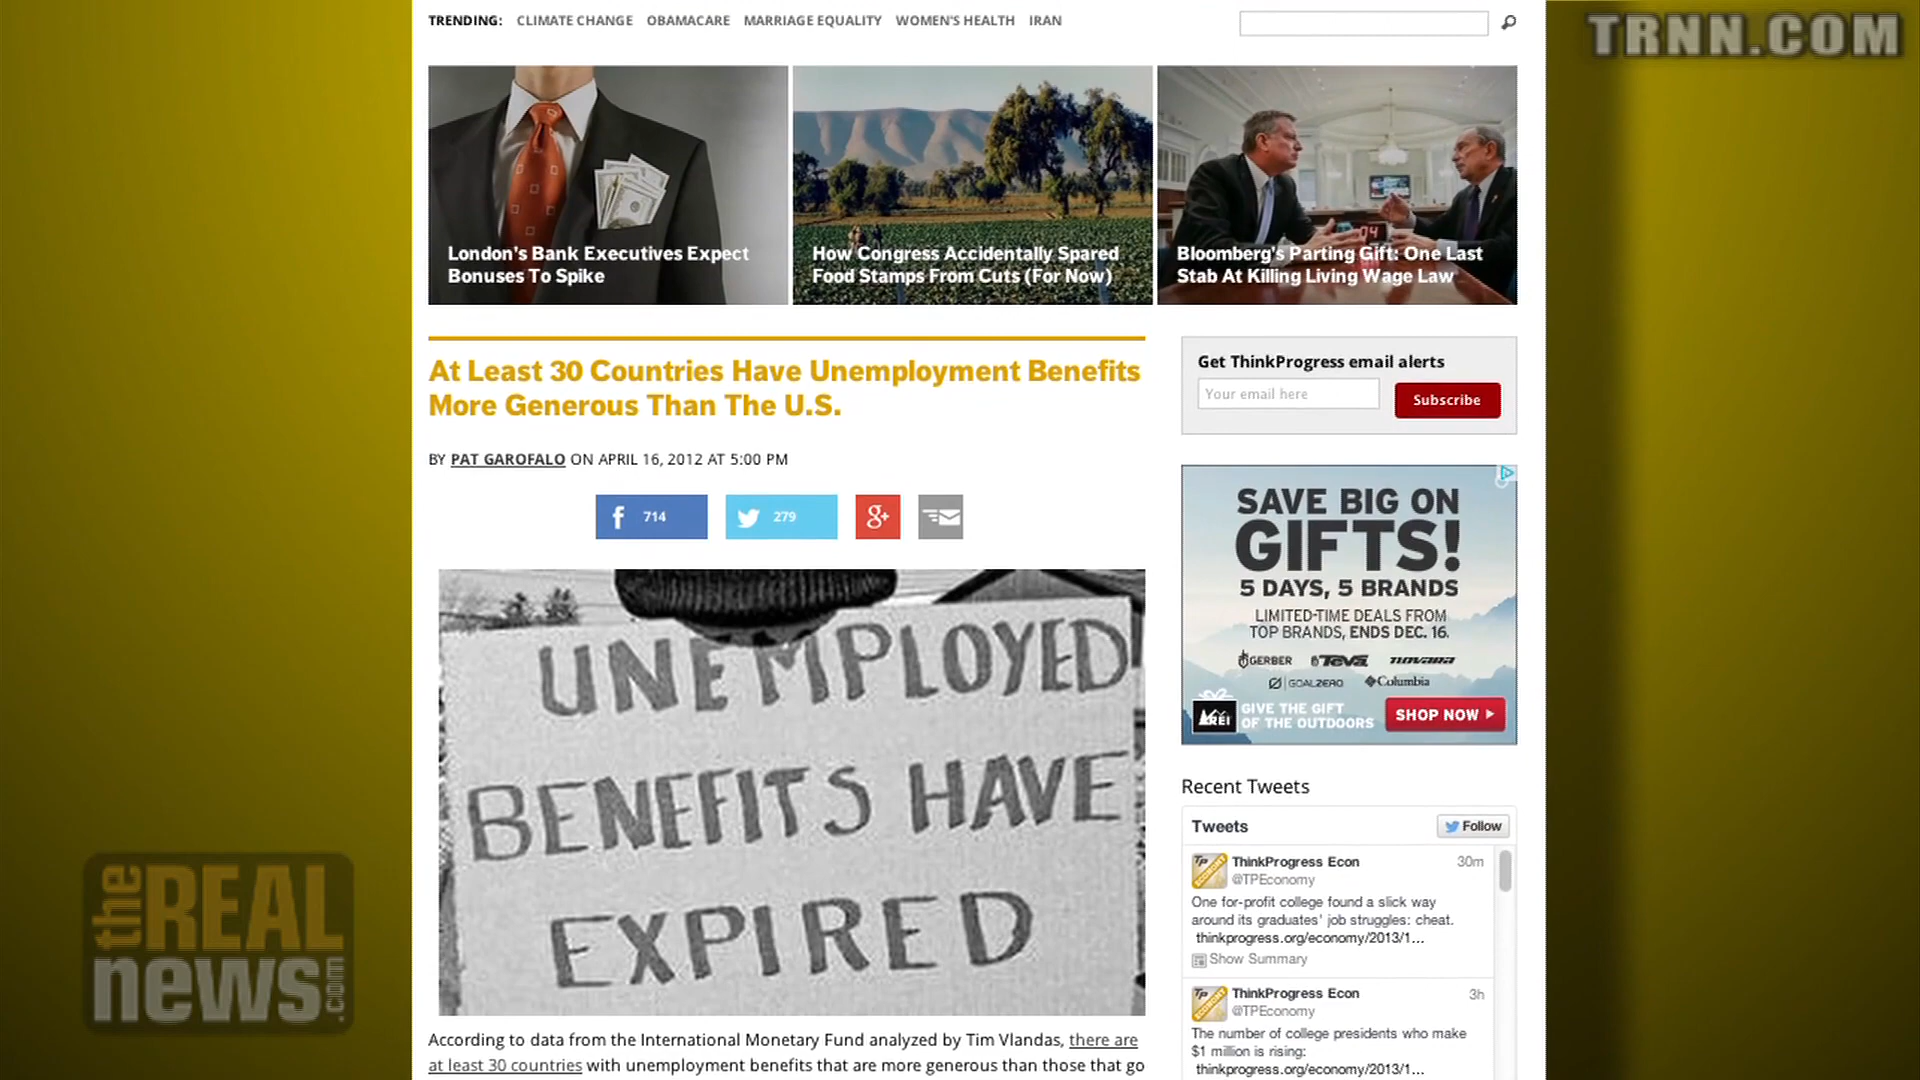 TRENDING: CLIMATE CHANGE OBAMACARE MARRIAGE EQUALITY WOMEN'S HEALTH IRAN
TRNN.COM
London's Bank Executives Expect
Bonuses To Spike
How Congress Accidentally Spared
Food Stamps From Cuts (For Now)
Bloomberg's Parting Gift: One Last
Stab At Killing Living Wage Law
At Least 30 Countries Have Unemployment Benefits
More Generous Than The U.S.
BY PAT GAROFALO ON APRIL 16, 2012 AT 5:00 PM
f 714
279
g+
UNEMPLOYED
BENEFITS HAVE
EXPIRED
According to data from the International Monetary Fund analyzed by Tim Vlandas, there are
at least 30 countries with unemployment benefits that are more generous than those that go
Get ThinkProgress email alerts
Your email here
Subscribe
SAVE BIG ON
GIFTS!
5 DAYS, 5 BRANDS
LIMITED-TIME DEALS FROM
TOP BRANDS, ENDS DEC. 16.
GERBER Teva novara
GOALZERO Columbia
REI
GIVE THE GIFT
OF THE OUTDOORS
SHOP NOW
Recent Tweets
Tweets
Follow
TP ECONOMY
ThinkProgress Econ 30m
@TPEconomy
One for-profit college found a slick way
around its graduates' job struggles: cheat.
thinkprogress.org/economy/2013/1...
Show Summary
TP ECONOMY
ThinkProgress Econ 3h
@TPEconomy
The number of college presidents who make
$1 million is rising:
thinkprogress.org/economy/2013/1...
the REAL
news.com